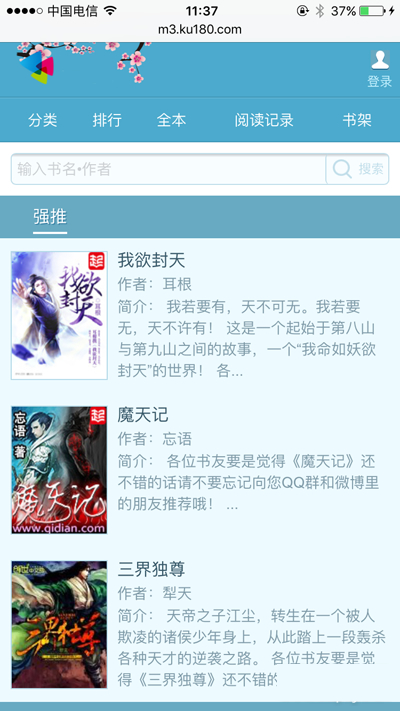 中国电信 11:37 37%
m3.ku180.com
登录
分类 排行 全本 阅读记录 书架
输入书名•作者 搜索
强推
起
我欲封天
耳根
我欲封天
作者：耳根
简介： 我若要有，天不可无。我若要
无，天不许有！ 这是一个起始于第八山
与第九山之间的故事，一个“我命如妖欲
封天”的世界！ 各...
起
忘语
著
魔天记
www.qidian.com
魔天记
作者：忘语
简介： 各位书友要是觉得《魔天记》还
不错的话请不要忘记向您QQ群和微博里
的朋友推荐哦！ ...
三界独尊
三界独尊
作者：犁天
简介： 天帝之子江尘，转生在一个被人
欺凌的诸侯少年身上，从此踏上一段轰杀
各种天才的逆袭之路。 各位书友要是觉
得《三界独尊》还不错的